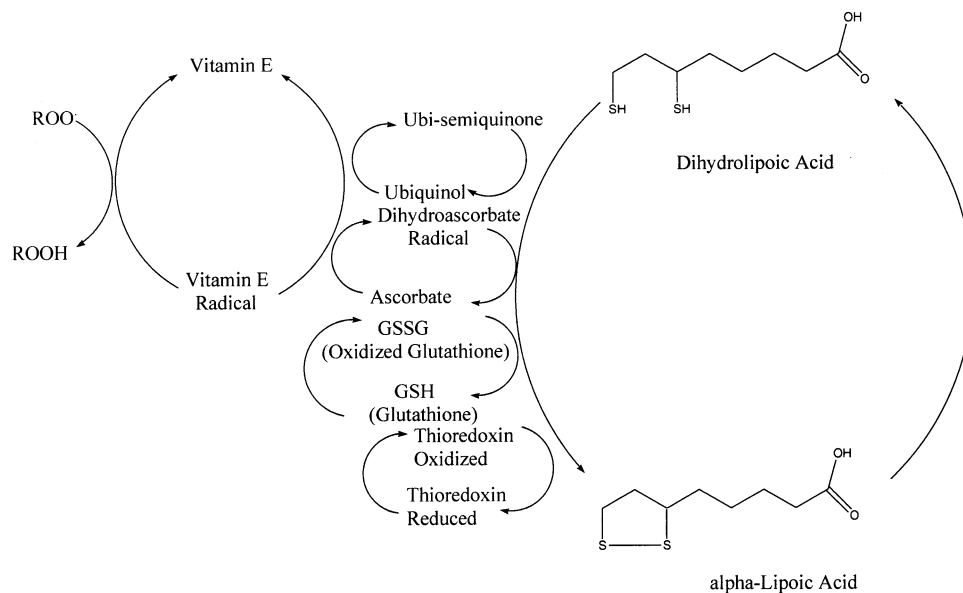 Vitamin E
ROO·
ROOH
Vitamin E
Radical
Ubi-semiquinone
Ubiquinol
Dihydroascorbate
Radical
Ascorbate
GSSG
(Oxidized Glutathione)
GSH
(Glutathione)
Thioredoxin
Oxidized
Thioredoxin
Reduced
OH
O
SH
SH
Dihydrolipoic Acid
OH
O
S
S
alpha-Lipoic Acid